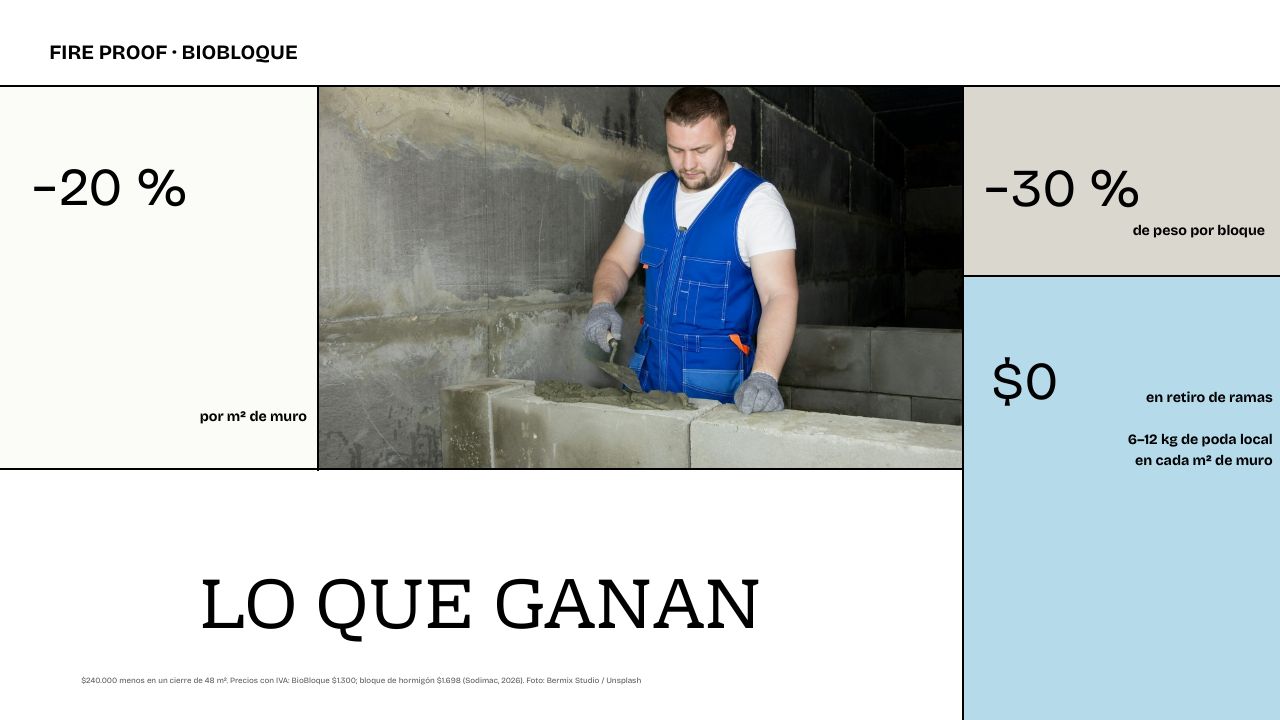 FIRE PROOF · BIOBLOQUE
−20 %
por m² de muro
−30 %
de peso por bloque
$0
en retiro de ramas
6–12 kg de poda local
en cada m² de muro
LO QUE GANAN
$240.000 menos en un cierre de 48 m². Precios con IVA: BioBloque $1.300; bloque de hormigón $1.698 (Sodimac, 2026). Foto: Bermix Studio / Unsplash